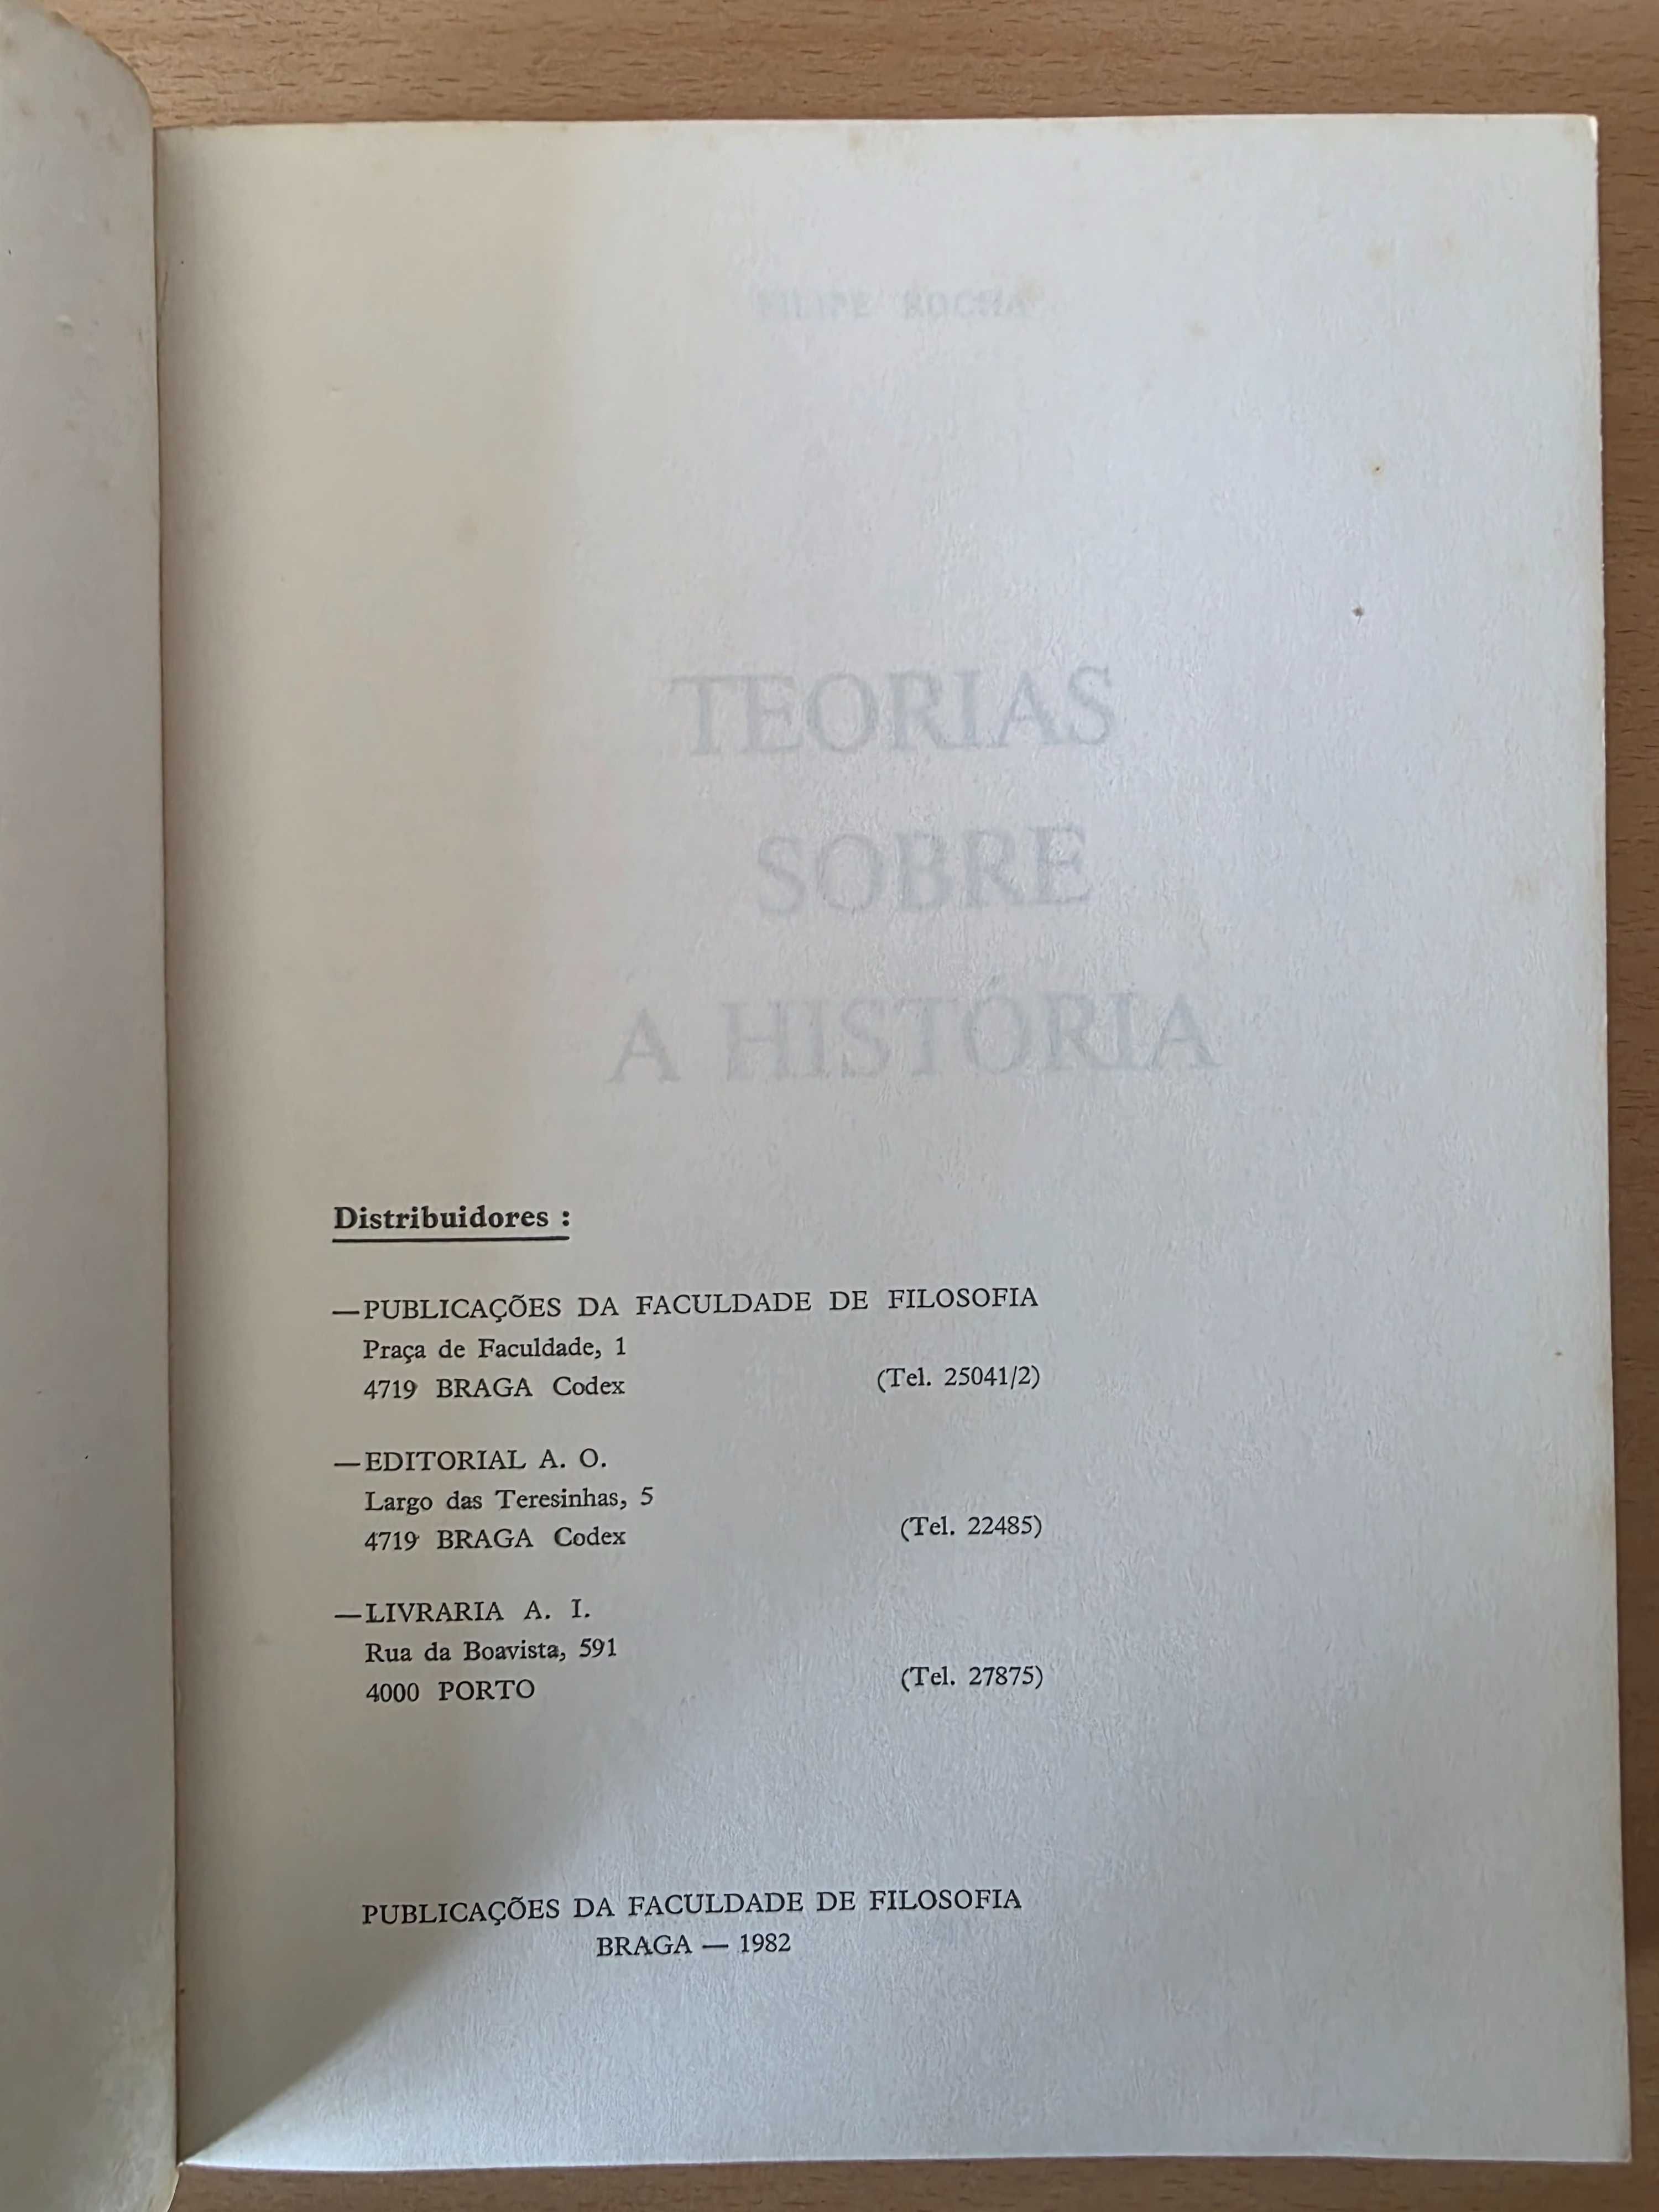 FILIPE ROCHA
TEORIAS
SOBRE
A HISTÓRIA
Distribuidores :
—PUBLICAÇÕES DA FACULDADE DE FILOSOFIA
Praça de Faculdade, 1
4719 BRAGA Codex (Tel. 25041/2)
—EDITORIAL A. O.
Largo das Teresinhas, 5
4719 BRAGA Codex (Tel. 22485)
—LIVRARIA A. I.
Rua da Boavista, 591
4000 PORTO (Tel. 27875)
PUBLICAÇÕES DA FACULDADE DE FILOSOFIA
BRAGA — 1982